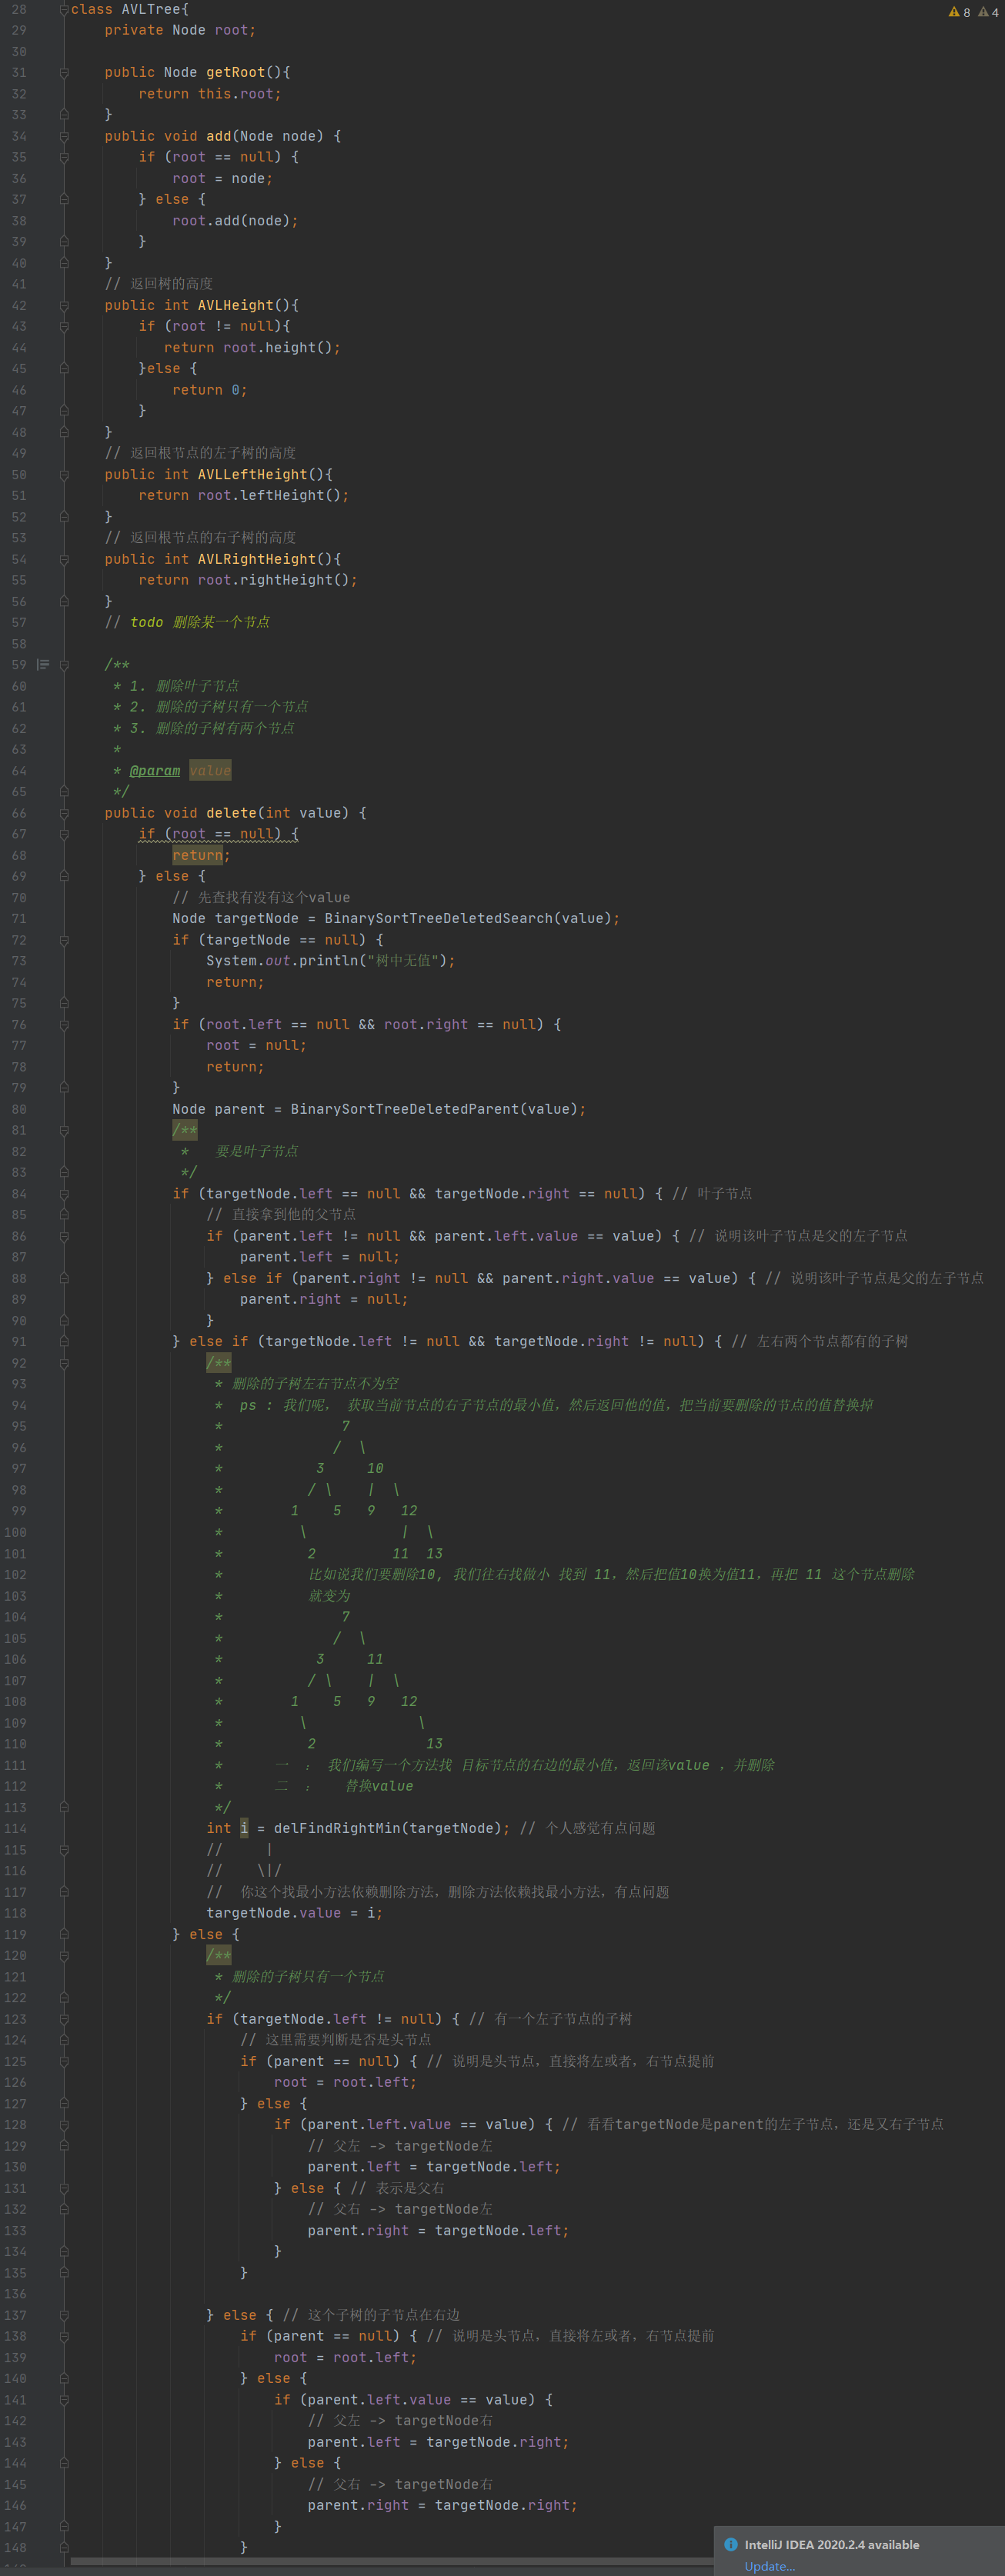 ⚠ 8 ⚠ 4
28 class AVLTree{
29     private Node root;
30
31     public Node getRoot(){
32         return this.root;
33     }
34     public void add(Node node) {
35         if (root == null) {
36             root = node;
37         } else {
38             root.add(node);
39         }
40     }
41     // 返回树的高度
42     public int AVLHeight(){
43         if (root != null){
44            return root.height();
45         }else {
46             return 0;
47         }
48     }
49     // 返回根节点的左子树的高度
50     public int AVLLeftHeight(){
51         return root.leftHeight();
52     }
53     // 返回根节点的右子树的高度
54     public int AVLRightHeight(){
55         return root.rightHeight();
56     }
57     // todo 删除某一个节点
58
59     /**
60      * 1. 删除叶子节点
61      * 2. 删除的子树只有一个节点
62      * 3. 删除的子树有两个节点
63      *
64      * @param value
65      */
66     public void delete(int value) {
67         if (root == null) {
68             return;
69         } else {
70             // 先查找有没有这个value
71             Node targetNode = BinarySortTreeDeletedSearch(value);
72             if (targetNode == null) {
73                 System.out.println("树中无值");
74                 return;
75             }
76             if (root.left == null && root.right == null) {
77                 root = null;
78                 return;
79             }
80             Node parent = BinarySortTreeDeletedParent(value);
81             /**
82              *   要是叶子节点
83              */
84             if (targetNode.left == null && targetNode.right == null) { // 叶子节点
85                 // 直接拿到他的父节点
86                 if (parent.left != null && parent.left.value == value) { // 说明该叶子节点是父的左子节点
87                     parent.left = null;
88                 } else if (parent.right != null && parent.right.value == value) { // 说明该叶子节点是父的左子节点
89                     parent.right = null;
90                 }
91             } else if (targetNode.left != null && targetNode.right != null) { // 左右两个节点都有的子树
92                 /**
93                  * 删除的子树左右节点不为空
94                  *  ps : 我们呢， 获取当前节点的右子节点的最小值，然后返回他的值，把当前要删除的节点的值替换掉
95                  *              7
96                  *             /  \
97                  *           3     10
98                  *          / \    |  \
99                  *        1    5   9   12
100                  *         \           |  \
101                  *          2         11  13
102                  *          比如说我们要删除10, 我们往右找做小 找到 11，然后把值10换为值11，再把 11 这个节点删除
103                  *          就变为
104                  *              7
105                  *             /  \
106                  *           3     11
107                  *          / \    |  \
108                  *        1    5   9   12
109                  *         \             \
110                  *          2             13
111                  *      一 ： 我们编写一个方法找 目标节点的右边的最小值，返回该value ，并删除
112                  *      二 ：   替换value
113                  */
114                 int i = delFindRightMin(targetNode); // 个人感觉有点问题
115                 //     |
116                 //    \|/
117                 //  你这个找最小方法依赖删除方法，删除方法依赖找最小方法，有点问题
118                 targetNode.value = i;
119             } else {
120                 /**
121                  * 删除的子树只有一个节点
122                  */
123                 if (targetNode.left != null) { // 有一个左子节点的子树
124                     // 这里需要判断是否是头节点
125                     if (parent == null) { // 说明是头节点，直接将左或者，右节点提前
126                         root = root.left;
127                     } else {
128                         if (parent.left.value == value) { // 看看targetNode是parent的左子节点，还是又右子节点
129                             // 父左 -> targetNode左
130                             parent.left = targetNode.left;
131                         } else { // 表示是父右
132                             // 父右 -> targetNode左
133                             parent.right = targetNode.left;
134                         }
135                     }
136
137                 } else { // 这个子树的子节点在右边
138                     if (parent == null) { // 说明是头节点，直接将左或者，右节点提前
139                         root = root.left;
140                     } else {
141                         if (parent.left.value == value) {
142                             // 父左 -> targetNode右
143                             parent.left = targetNode.right;
144                         } else {
145                             // 父右 -> targetNode右
146                             parent.right = targetNode.right;
147                         }
148                     }
IntelliJ IDEA 2020.2.4 available
Update...